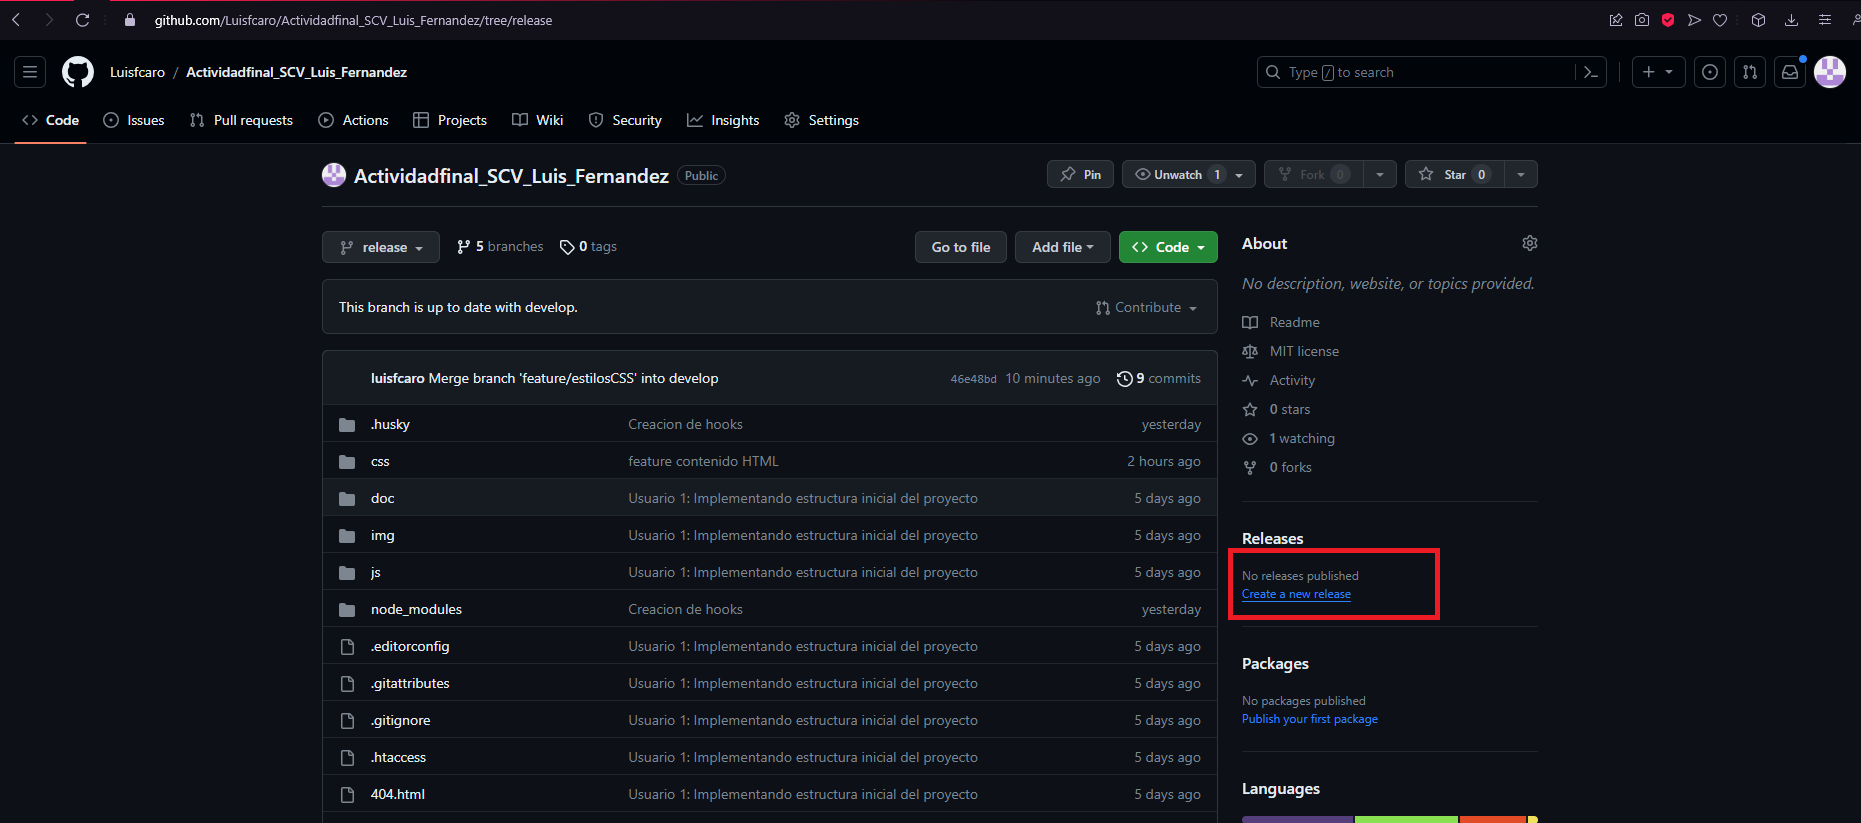 github.com/Luisfcaro/Actividadfinal_SCV_Luis_Fernandez/tree/release
Luisfcaro / Actividadfinal_SCV_Luis_Fernandez
Type / to search
Code Issues Pull requests Actions Projects Wiki Security Insights Settings
Actividadfinal_SCV_Luis_Fernandez Public
Pin Unwatch 1 Fork 0 Star 0
release 5 branches 0 tags
Go to file Add file Code
This branch is up to date with develop.
Contribute
luisfcaro Merge branch 'feature/estilosCSS' into develop 46e48bd 10 minutes ago 9 commits
.husky Creacion de hooks yesterday
css feature contenido HTML 2 hours ago
doc Usuario 1: Implementando estructura inicial del proyecto 5 days ago
img Usuario 1: Implementando estructura inicial del proyecto 5 days ago
js Usuario 1: Implementando estructura inicial del proyecto 5 days ago
node_modules Creacion de hooks yesterday
.editorconfig Usuario 1: Implementando estructura inicial del proyecto 5 days ago
.gitattributes Usuario 1: Implementando estructura inicial del proyecto 5 days ago
.gitignore Usuario 1: Implementando estructura inicial del proyecto 5 days ago
.htaccess Usuario 1: Implementando estructura inicial del proyecto 5 days ago
404.html Usuario 1: Implementando estructura inicial del proyecto 5 days ago
About
No description, website, or topics provided.
Readme
MIT license
Activity
0 stars
1 watching
0 forks
Releases
No releases published
Create a new release
Packages
No packages published
Publish your first package
Languages